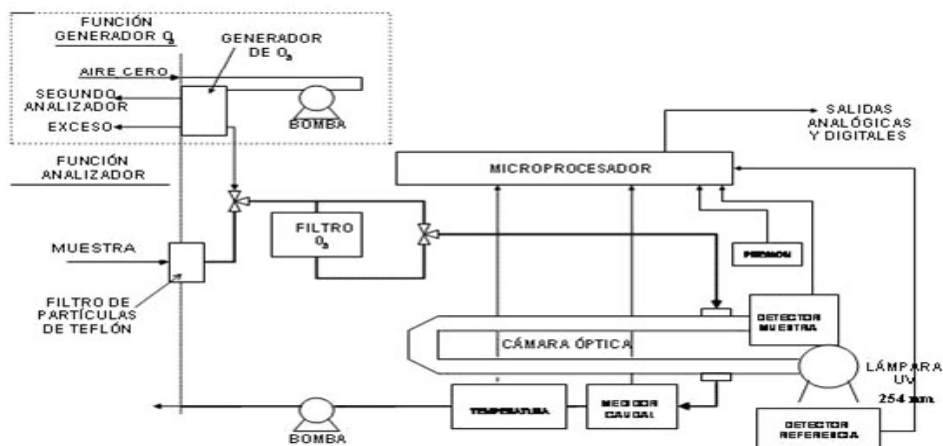 FUNCIÓN
GENERADOR O₃
GENERADOR
DE O₃
AIRE CERO
SEGUNDO
ANALIZADOR
EXCESO
BOMBA
SALIDAS
ANALÓGICAS
Y DIGITALES
FUNCIÓN
ANALIZADOR
MICROPROCESADOR
FILTRO
O₃
MUESTRA
PRESION
FILTRO DE
PARTÍCULAS
DE TEFLÓN
DETECTOR
MUESTRA
CÁMARA ÓPTICA
LÁMPARA
UV
254 nm
TEMPERATURA
MEDIDOR
CAUDAL
BOMBA
DETECTOR
REFERENCIA